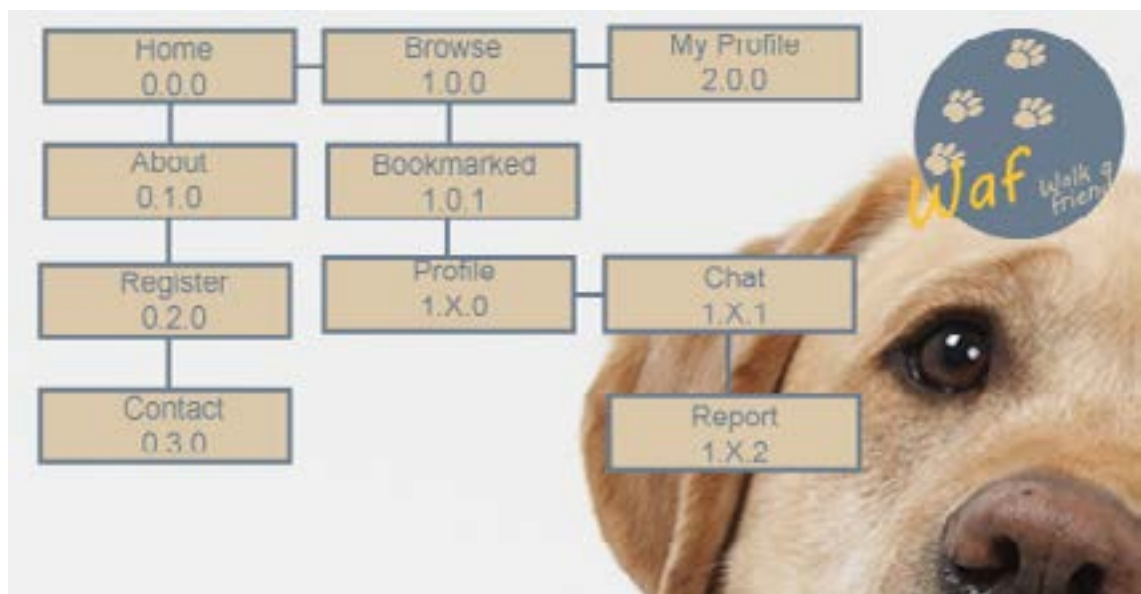 Home
0.0.0
Browse
1.0.0
My Profile
2.0.0
About
0.1.0
Bookmarked
1.0.1
Register
0.2.0
Profile
1.X.0
Chat
1.X.1
Contact
0.3.0
Report
1.X.2
Waf
Walk a
friend